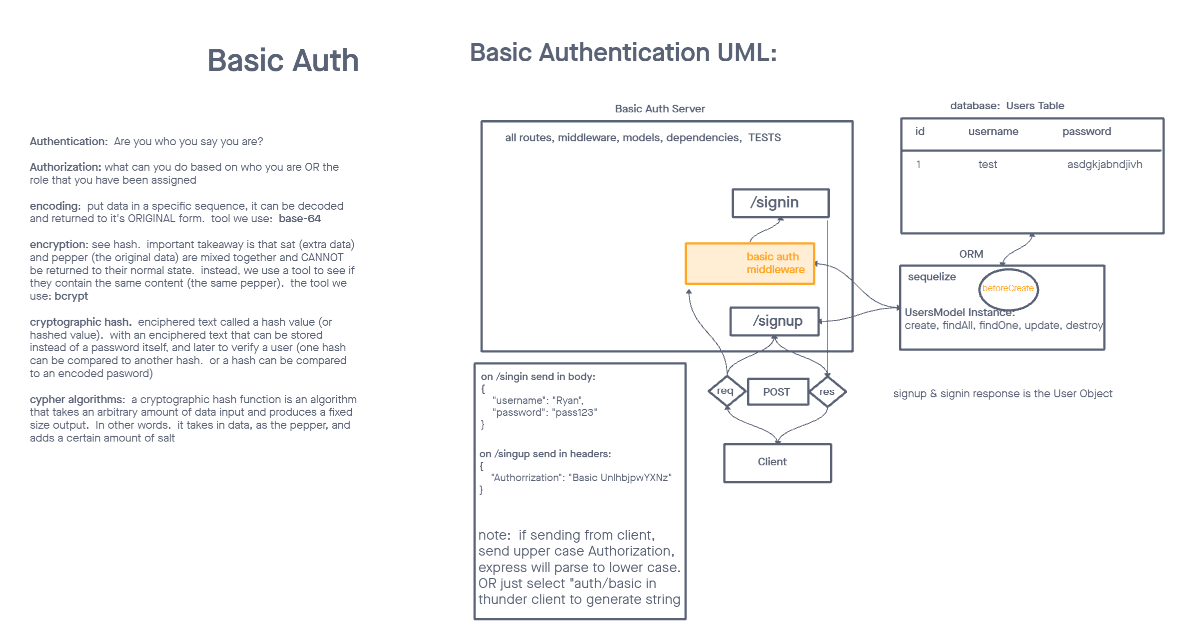 Basic Auth
Authentication:  Are you who you say you are?
Authorization: what can you do based on who you are OR the
role that you have been assigned
encoding:  put data in a specific sequence, it can be decoded
and returned to it's ORIGINAL form.  tool we use:  base-64
encryption: see hash.  important takeaway is that sat (extra data)
and pepper (the original data) are mixed together and CANNOT
be returned to their normal state.  instead, we use a tool to see if
they contain the same content (the same pepper).  the tool we
use: bcrypt
cryptographic hash.  enciphered text called a hash value (or
hashed value).  with an enciphered text that can be stored
instead of a password itself, and later to verify a user (one hash
can be compared to another hash.  or a hash can be compared
to an encoded pasword)
cypher algorithms:  a cryptographic hash function is an algorithm
that takes an arbitrary amount of data input and produces a fixed
size output.  In other words.  it takes in data, as the pepper, and
adds a certain amount of salt
Basic Authentication UML:
Basic Auth Server
all routes, middleware, models, dependencies,  TESTS
/signin
basic auth
middleware
/signup
req
POST
res
Client
database:  Users Table
id username password
1 test asdgkjabndjivh
ORM
sequelize
beforeCreate
UsersModel Instance:
create, findAll, findOne, update, destroy
signup & signin response is the User Object
on /singin send in body:
{
"username": "Ryan",
"password": "pass123"
}
on /singup send in headers:
{
"Authorrization": "Basic UnlhbjpwYXNz"
}
note:  if sending from client,
send upper case Authorization,
express will parse to lower case.
OR just select "auth/basic in
thunder client to generate string